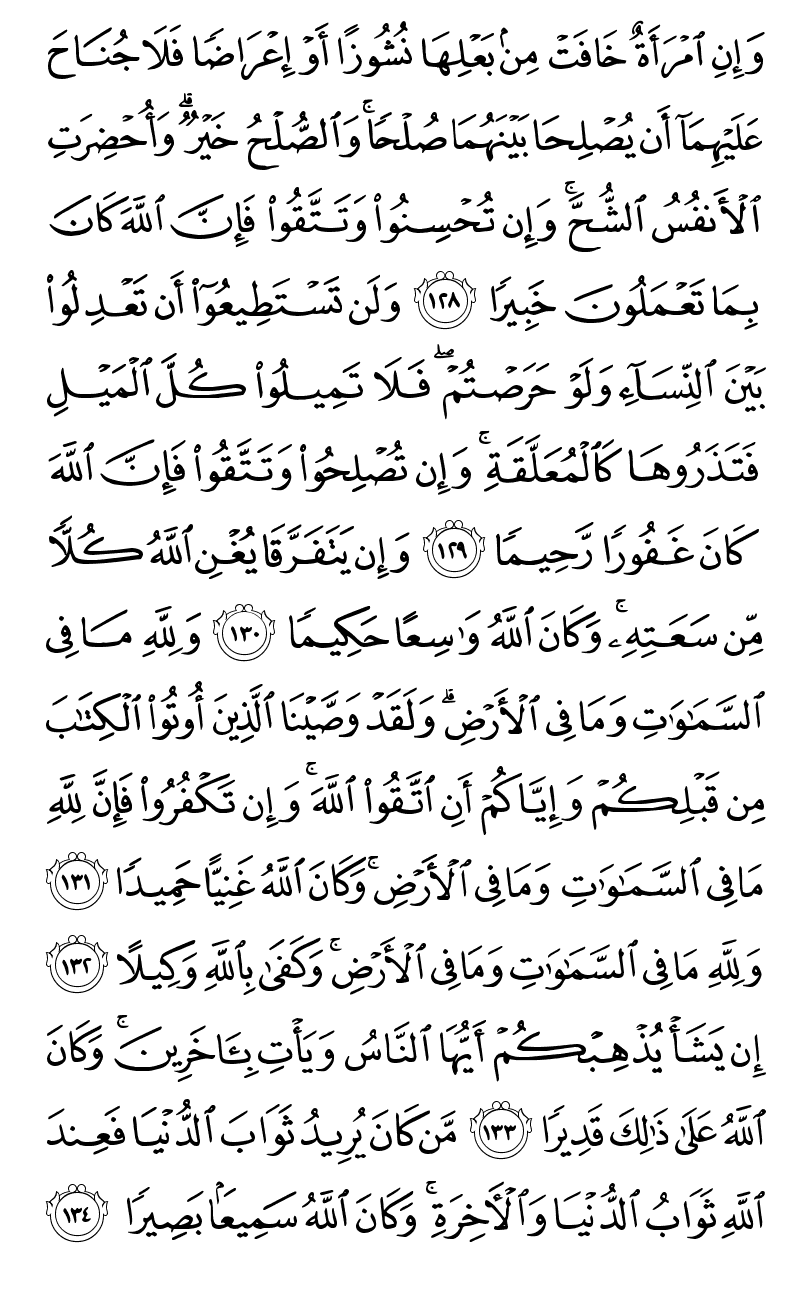 وَإِنِ ٱمْرَأَةٌ خَافَتْ مِنۢ بَعْلِهَا نُشُوزًا أَوْ إِعْرَاضًا فَلَا جُنَاحَ
عَلَيْهِمَآ أَن يُصْلِحَا بَيْنَهُمَا صُلْحًا ۚ وَٱلصُّلْحُ خَيْرٌ ۗ وَأُحْضِرَتِ
ٱلْأَنفُسُ ٱلشُّحَّ ۚ وَإِن تُحْسِنُوا۟ وَتَتَّقُوا۟ فَإِنَّ ٱللَّهَ كَانَ
بِمَا تَعْمَلُونَ خَبِيرًا ١٢٨ وَلَن تَسْتَطِيعُوٓا۟ أَن تَعْدِلُوا۟
بَيْنَ ٱلنِّسَآءِ وَلَوْ حَرَصْتُمْ ۖ فَلَا تَمِيلُوا۟ كُلَّ ٱلْمَيْلِ
فَتَذَرُوهَا كَٱلْمُعَلَّقَةِ ۚ وَإِن تُصْلِحُوا۟ وَتَتَّقُوا۟ فَإِنَّ ٱللَّهَ
كَانَ غَفُورًا رَّحِيمًا ١٢٩ وَإِن يَتَفَرَّقَا يُغْنِ ٱللَّهُ كُلًّا
مِّن سَعَتِهِۦ ۚ وَكَانَ ٱللَّهُ وَٰسِعًا حَكِيمًا ١٣٠ وَلِلَّهِ مَا فِى
ٱلسَّمَٰوَٰتِ وَمَا فِى ٱلْأَرْضِ ۗ وَلَقَدْ وَصَّيْنَا ٱلَّذِينَ أُوتُوا۟ ٱلْكِتَٰبَ
مِن قَبْلِكُمْ وَإِيَّاكُمْ أَنِ ٱتَّقُوا۟ ٱللَّهَ ۚ وَإِن تَكْفُرُوا۟ فَإِنَّ لِلَّهِ
مَا فِى ٱلسَّمَٰوَٰتِ وَمَا فِى ٱلْأَرْضِ ۚ وَكَانَ ٱللَّهُ غَنِيًّا حَمِيدًا ١٣١
وَلِلَّهِ مَا فِى ٱلسَّمَٰوَٰتِ وَمَا فِى ٱلْأَرْضِ ۚ وَكَفَىٰ بِٱللَّهِ وَكِيلًا ١٣٢
إِن يَشَأْ يُذْهِبْكُمْ أَيُّهَا ٱلنَّاسُ وَيَأْتِ بِـَٔاخَرِينَ ۚ وَكَانَ
ٱللَّهُ عَلَىٰ ذَٰلِكَ قَدِيرًا ١٣٣ مَّن كَانَ يُرِيدُ ثَوَابَ ٱلدُّنْيَا فَعِندَ
ٱللَّهِ ثَوَابُ ٱلدُّنْيَا وَٱلْـَٔاخِرَةِ ۚ وَكَانَ ٱللَّهُ سَمِيعًۢا بَصِيرًا ١٣٤